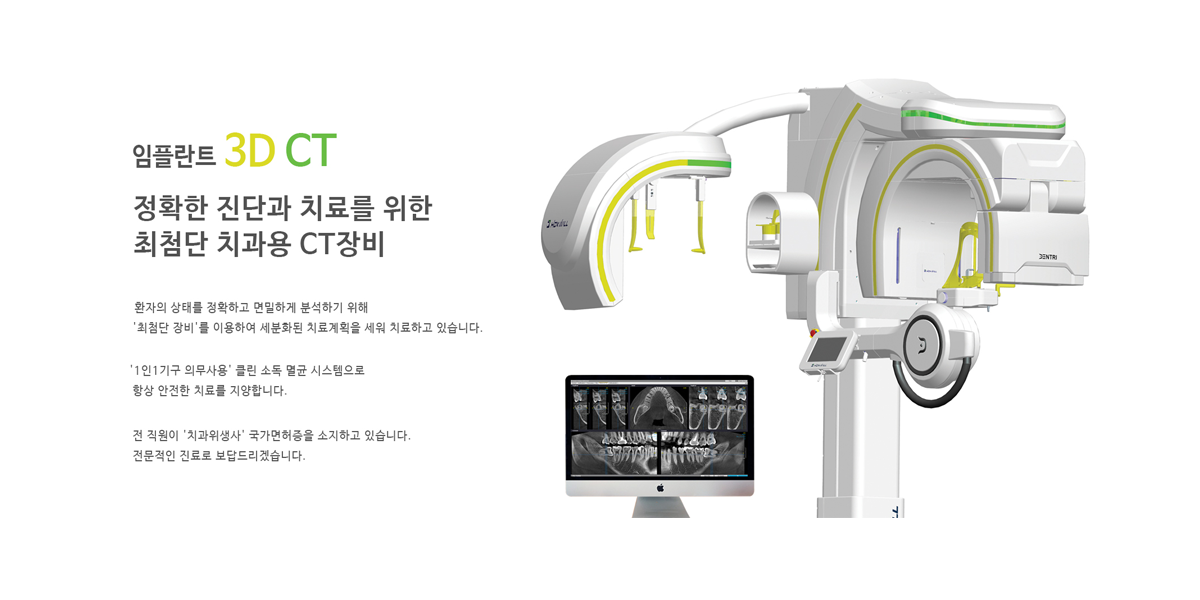 임플란트 3D CT
정확한 진단과 치료를 위한
최첨단 치과용 CT장비
환자의 상태를 정확하고 면밀하게 분석하기 위해
'최첨단 장비'를 이용하여 세분화된 치료계획을 세워 치료하고 있습니다.
'1인1기구 의무사용' 클린 소독 멸균 시스템으로
항상 안전한 치료를 지양합니다.
전 직원이 '치과위생사' 국가면허증을 소지하고 있습니다.
전문적인 진료로 보답드리겠습니다.